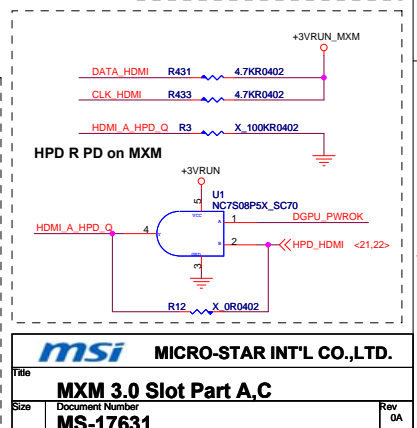 +3VRUN_MXM
DATA_HDMI R431 4.7KR0402
CLK_HDMI R433 4.7KR0402
HDMI_A_HPD_Q R3 X_100KR0402
HPD R PD on MXM
+3VRUN
U1
NC7S08P5X_SC70
5
VCC
HDMI_A_HPD_Q 4 Y A 1 DGPU_PWROK
B 2 HPD_HDMI <21,22>
GND
3
R12 X_0R0402
msi MICRO-STAR INT'L CO.,LTD.
Title
MXM 3.0 Slot Part A,C
Size Document Number Rev
MS-17631 0A